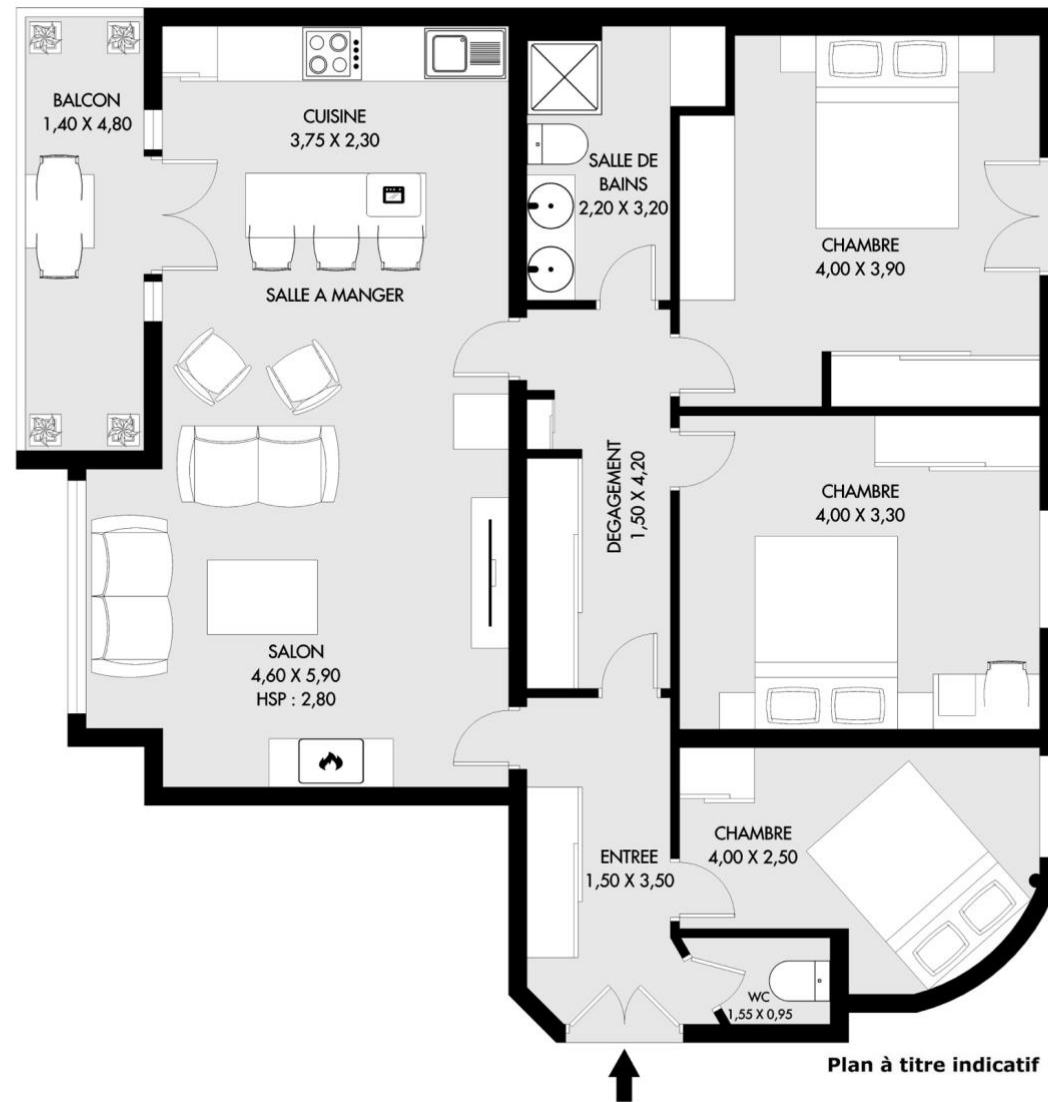 BALCON
1,40 X 4,80
CUISINE
3,75 X 2,30
SALLE DE
BAINS
2,20 X 3,20
CHAMBRE
4,00 X 3,90
SALLE A MANGER
DEGAGEMENT
1,50 X 4,20
CHAMBRE
4,00 X 3,30
SALON
4,60 X 5,90
HSP : 2,80
CHAMBRE
4,00 X 2,50
ENTREE
1,50 X 3,50
WC
1,55 X 0,95
Plan à titre indicatif